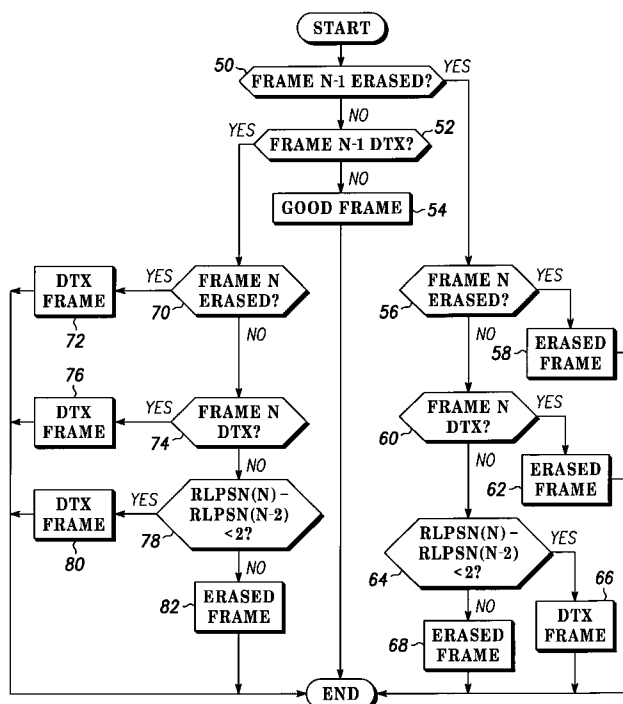 START
50
FRAME N-1 ERASED?
YES
NO
52
YES
FRAME N-1 DTX?
NO
GOOD FRAME
54
DTX
FRAME
72
YES
FRAME N
ERASED?
70
NO
FRAME N
ERASED?
56
YES
NO
58
ERASED
FRAME
76
DTX
FRAME
YES
FRAME N
DTX?
74
NO
FRAME N
DTX?
60
YES
NO
62
ERASED
FRAME
DTX
FRAME
80
YES
RLPSN(N) –
RLPSN(N-2)
<2?
78
NO
82
ERASED
FRAME
RLPSN(N) –
RLPSN(N-2)
<2?
64
YES
NO
66
DTX
FRAME
68
ERASED
FRAME
END